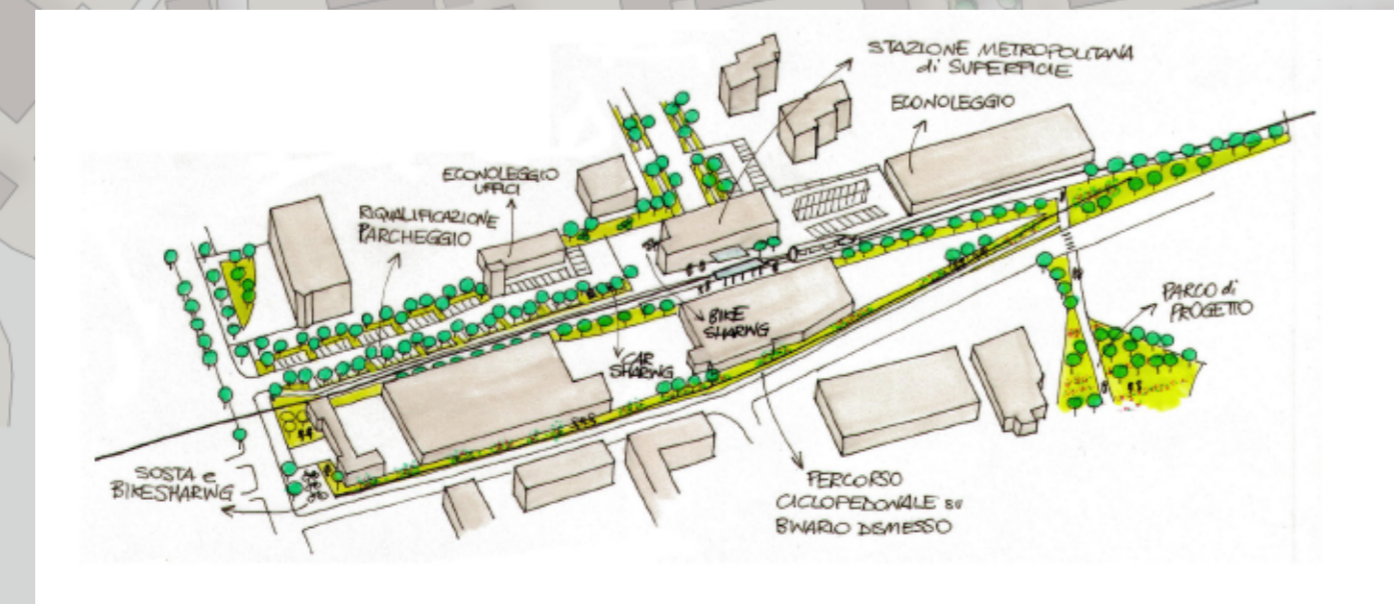 STAZIONE METROPOLITANA
di SUPERFICIE
ECONOLEGGIO
ECONOLEGGIO
UFFICI
RIQUALIFICAZIONE
PARCHEGGIO
BIKE
SHARING
CAR
SHARING
PARCO di
PROGETTO
SOSTA e
BIKESHARING
PERCORSO
CICLOPEDONALE su
BINARIO DISMESSO